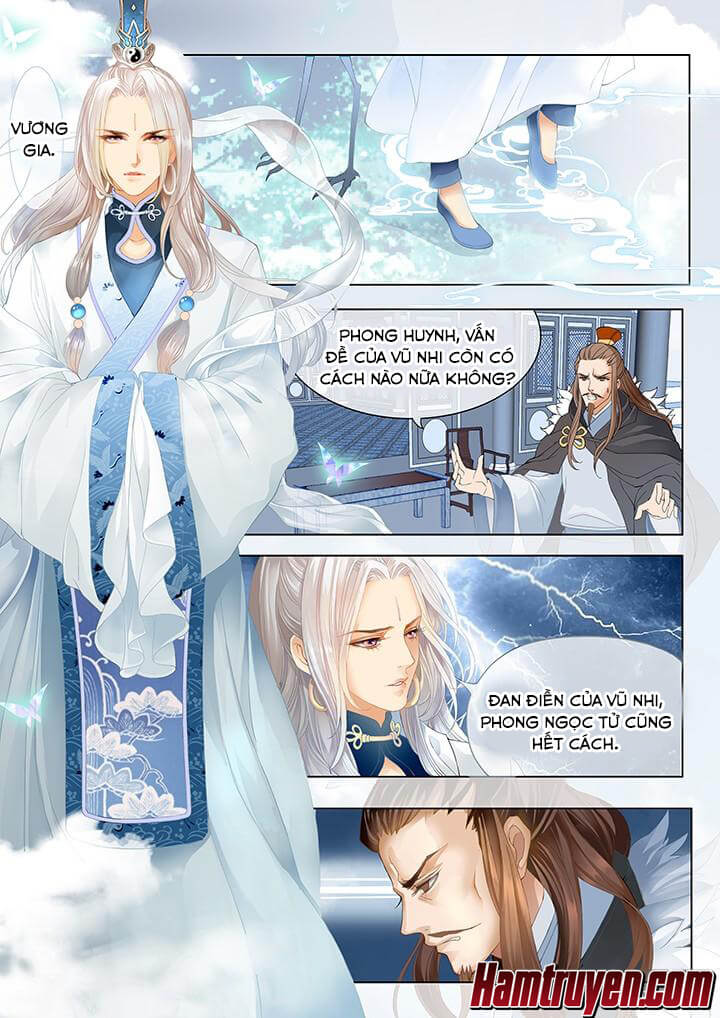 VƯƠNG
GIA.
PHONG HUYNH, VẤN
ĐỀ CỦA VŨ NHI CÒN CÓ
CÁCH NÀO NỮA KHÔNG?
ĐAN ĐIỀN CỦA VŨ NHI,
PHONG NGỌC TỬ CŨNG
HẾT CÁCH.
Hamtruyen.com